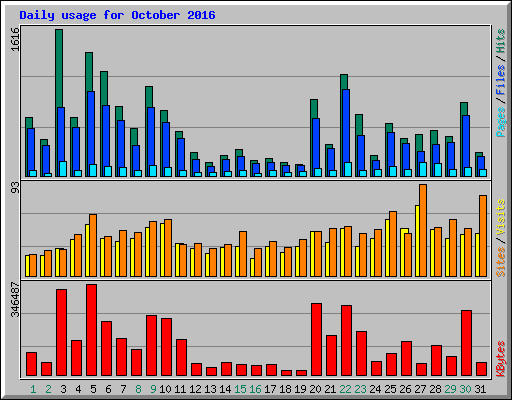 Daily usage for October 2016
1616
Pages / Files / Hits
93
Sites / Visits
346487
KBytes
1 2 3 4 5 6 7 8 9 10 11 12 13 14 15 16 17 18 19 20 21 22 23 24 25 26 27 28 29 30 31